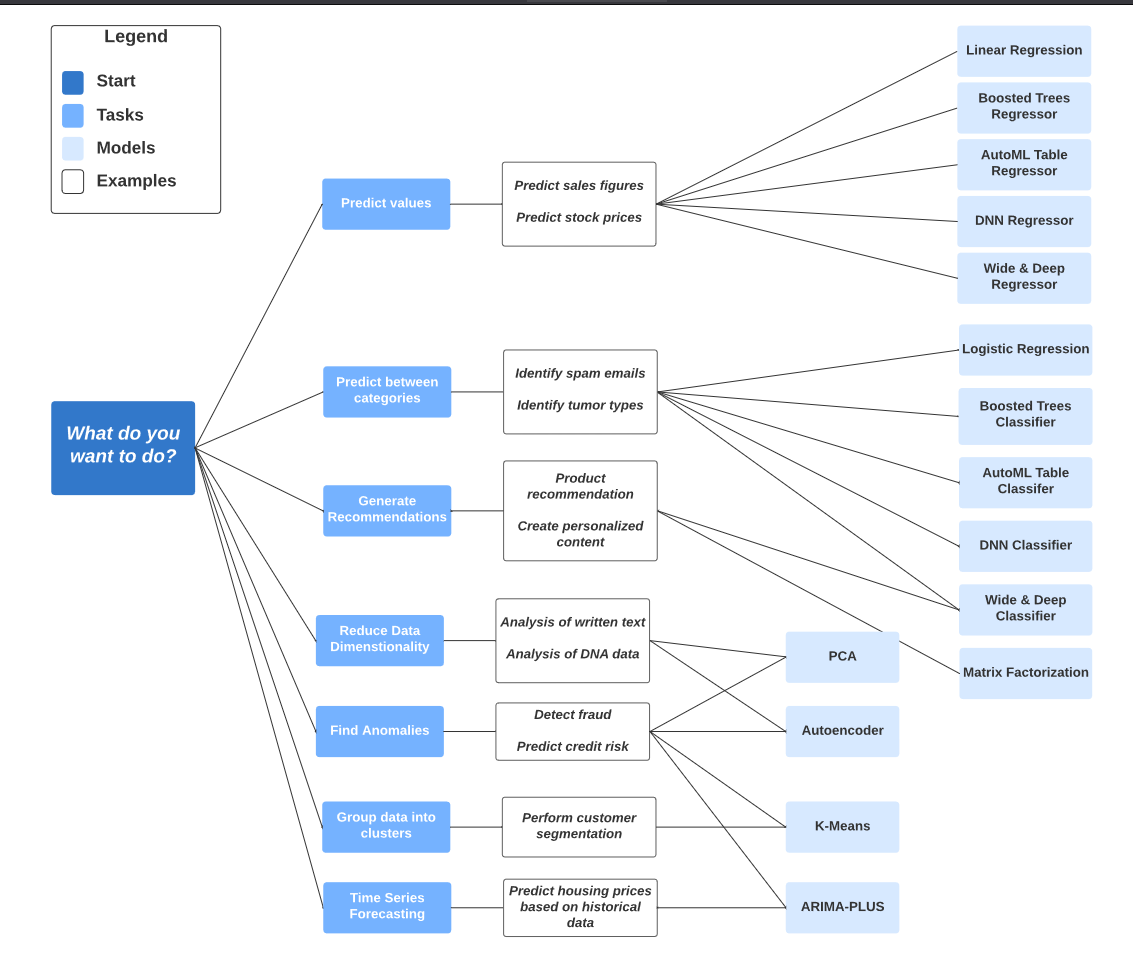 Legend
Start
Tasks
Models
Examples
What do you
want to do?
Predict values
Predict sales figures
Predict stock prices
Linear Regression
Boosted Trees
Regressor
AutoML Table
Regressor
DNN Regressor
Wide & Deep
Regressor
Predict between
categories
Identify spam emails
Identify tumor types
Logistic Regression
Boosted Trees
Classifier
AutoML Table
Classifer
DNN Classifier
Wide & Deep
Classifier
Generate
Recommendations
Product
recommendation
Create personalized
content
Matrix Factorization
Reduce Data
Dimenstionality
Analysis of written text
Analysis of DNA data
PCA
Find Anomalies
Detect fraud
Predict credit risk
Autoencoder
Group data into
clusters
Perform customer
segmentation
K-Means
Time Series
Forecasting
Predict housing prices
based on historical
data
ARIMA-PLUS